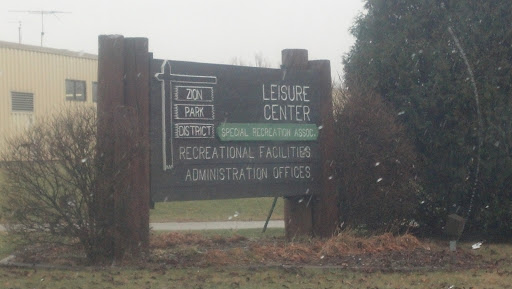 ZION
PARK
DISTRICT
LEISURE
CENTER
SPECIAL RECREATION ASSOC.
RECREATIONAL FACILITIES
ADMINISTRATION OFFICES